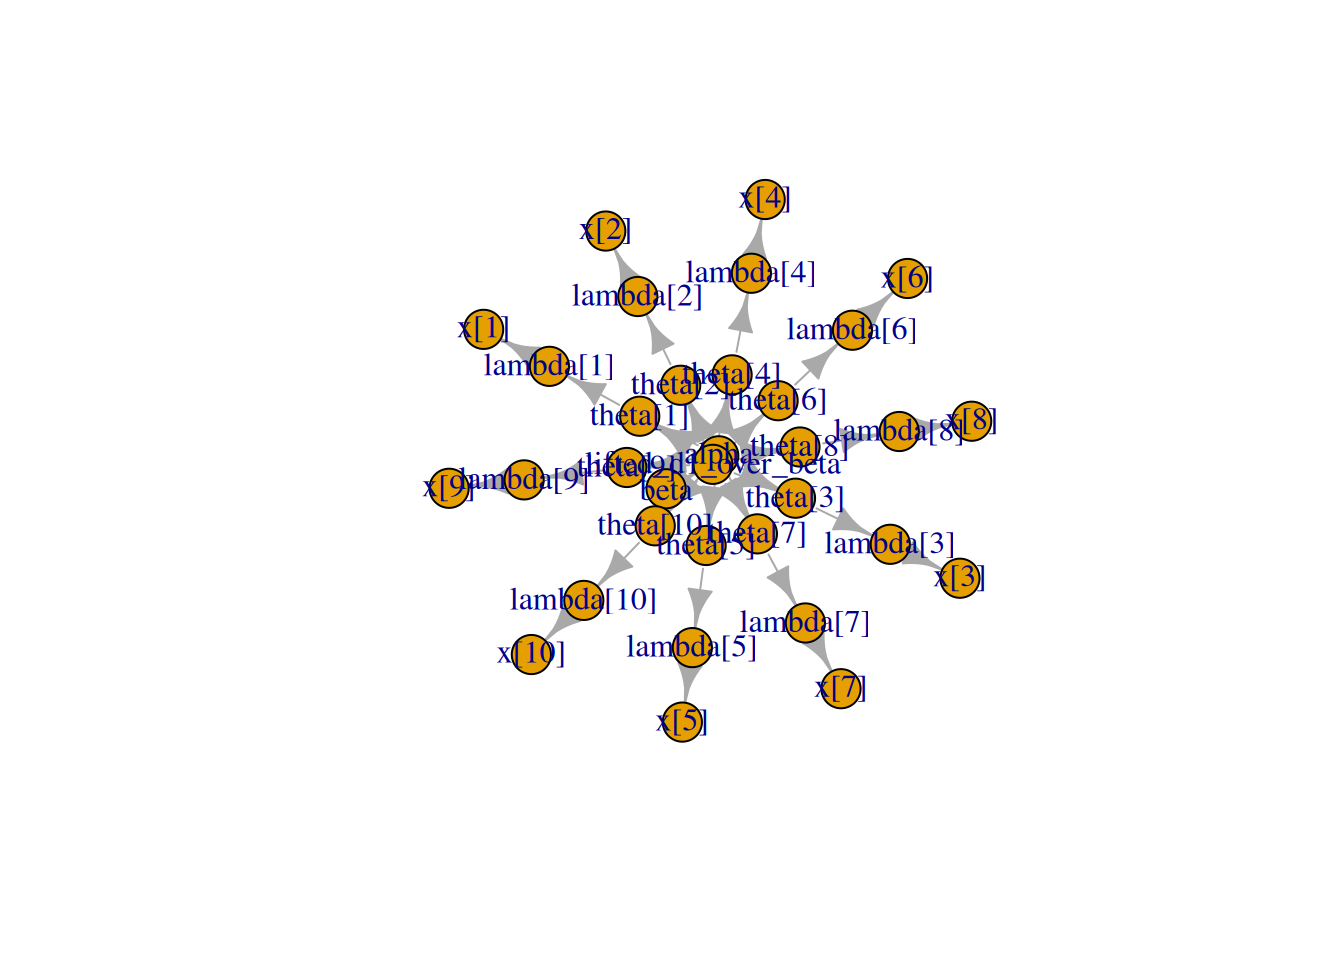 x[4]
x[2]
lambda[4]
x[6]
lambda[2]
x[1]
lambda[6]
lambda[1]
theta[4]
theta[2]
theta[6]
theta[1]
x[8]
lambda[8]
theta[8]
alpha
lifted_d1_over_beta
theta[9]
lambda[9]
x[9]
beta
theta[3]
theta[10]
theta[7]
theta[5]
lambda[3]
x[3]
lambda[10]
lambda[7]
lambda[5]
x[10]
x[7]
x[5]